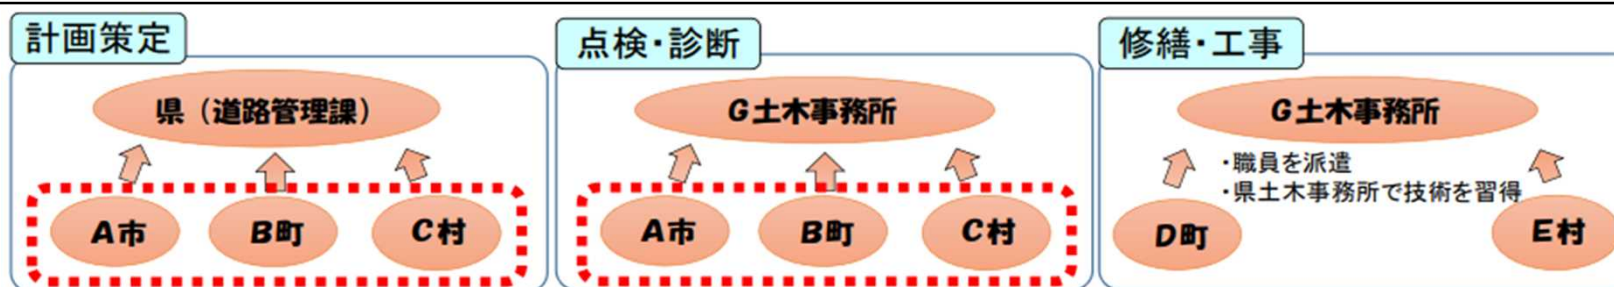 計画策定
県（道路管理課）
A市
B町
C村
点検・診断
G土木事務所
A市
B町
C村
修繕・工事
G土木事務所
・職員を派遣
・県土木事務所で技術を習得
D町
E村